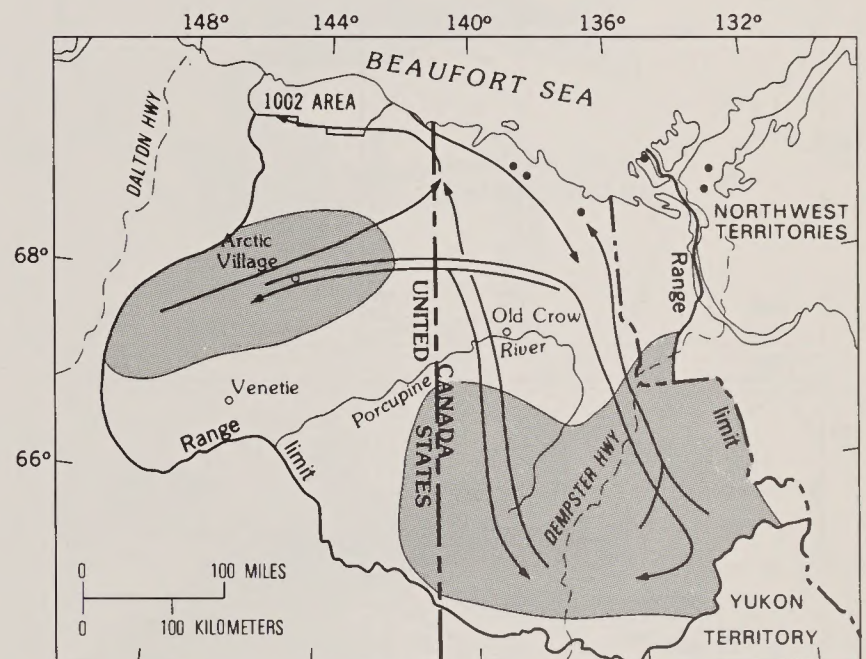 148°
144°
140°
136°
132°
BEAUFORT SEA
1002 AREA
DALTON HWY
NORTHWEST
TERRITORIES
68°
Arctic
Village
Range
UNITED
STATES
CANADA
Old Crow
River
Venetie
Porcupine
Range
limit
limit
66°
DEMPSTER HWY
0
100 MILES
0
100 KILOMETERS
YUKON
TERRITORY